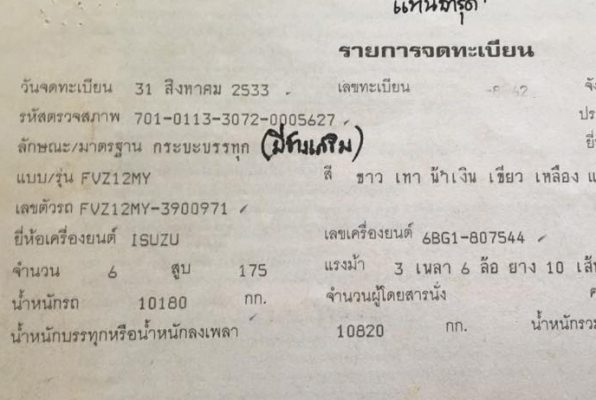 แทนชำรุด
รายการจดทะเบียน
วันจดทะเบียน 31 สิงหาคม 2533 เลขทะเบียน 62
รหัสตรวจสภาพ 701-0113-3072-0005627
ลักษณะ/มาตรฐาน กระบะบรรทุก (มีข้างเสริม)
แบบ/รุ่น FVZ12MY สี ขาว เทา น้ำเงิน เขียว เหลือง
เลขตัวรถ FVZ12MY-3900971
ยี่ห้อเครื่องยนต์ ISUZU เลขเครื่องยนต์ 6BG1-807544
จำนวน 6 สูบ 175 แรงม้า 3 เพลา 6 ล้อ ยาง 10 เส้น
น้ำหนักรถ 10180 กก. จำนวนผู้โดยสารนั่ง
น้ำหนักบรรทุกหรือน้ำหนักลงเพลา 10820 กก. น้ำหนักรวม